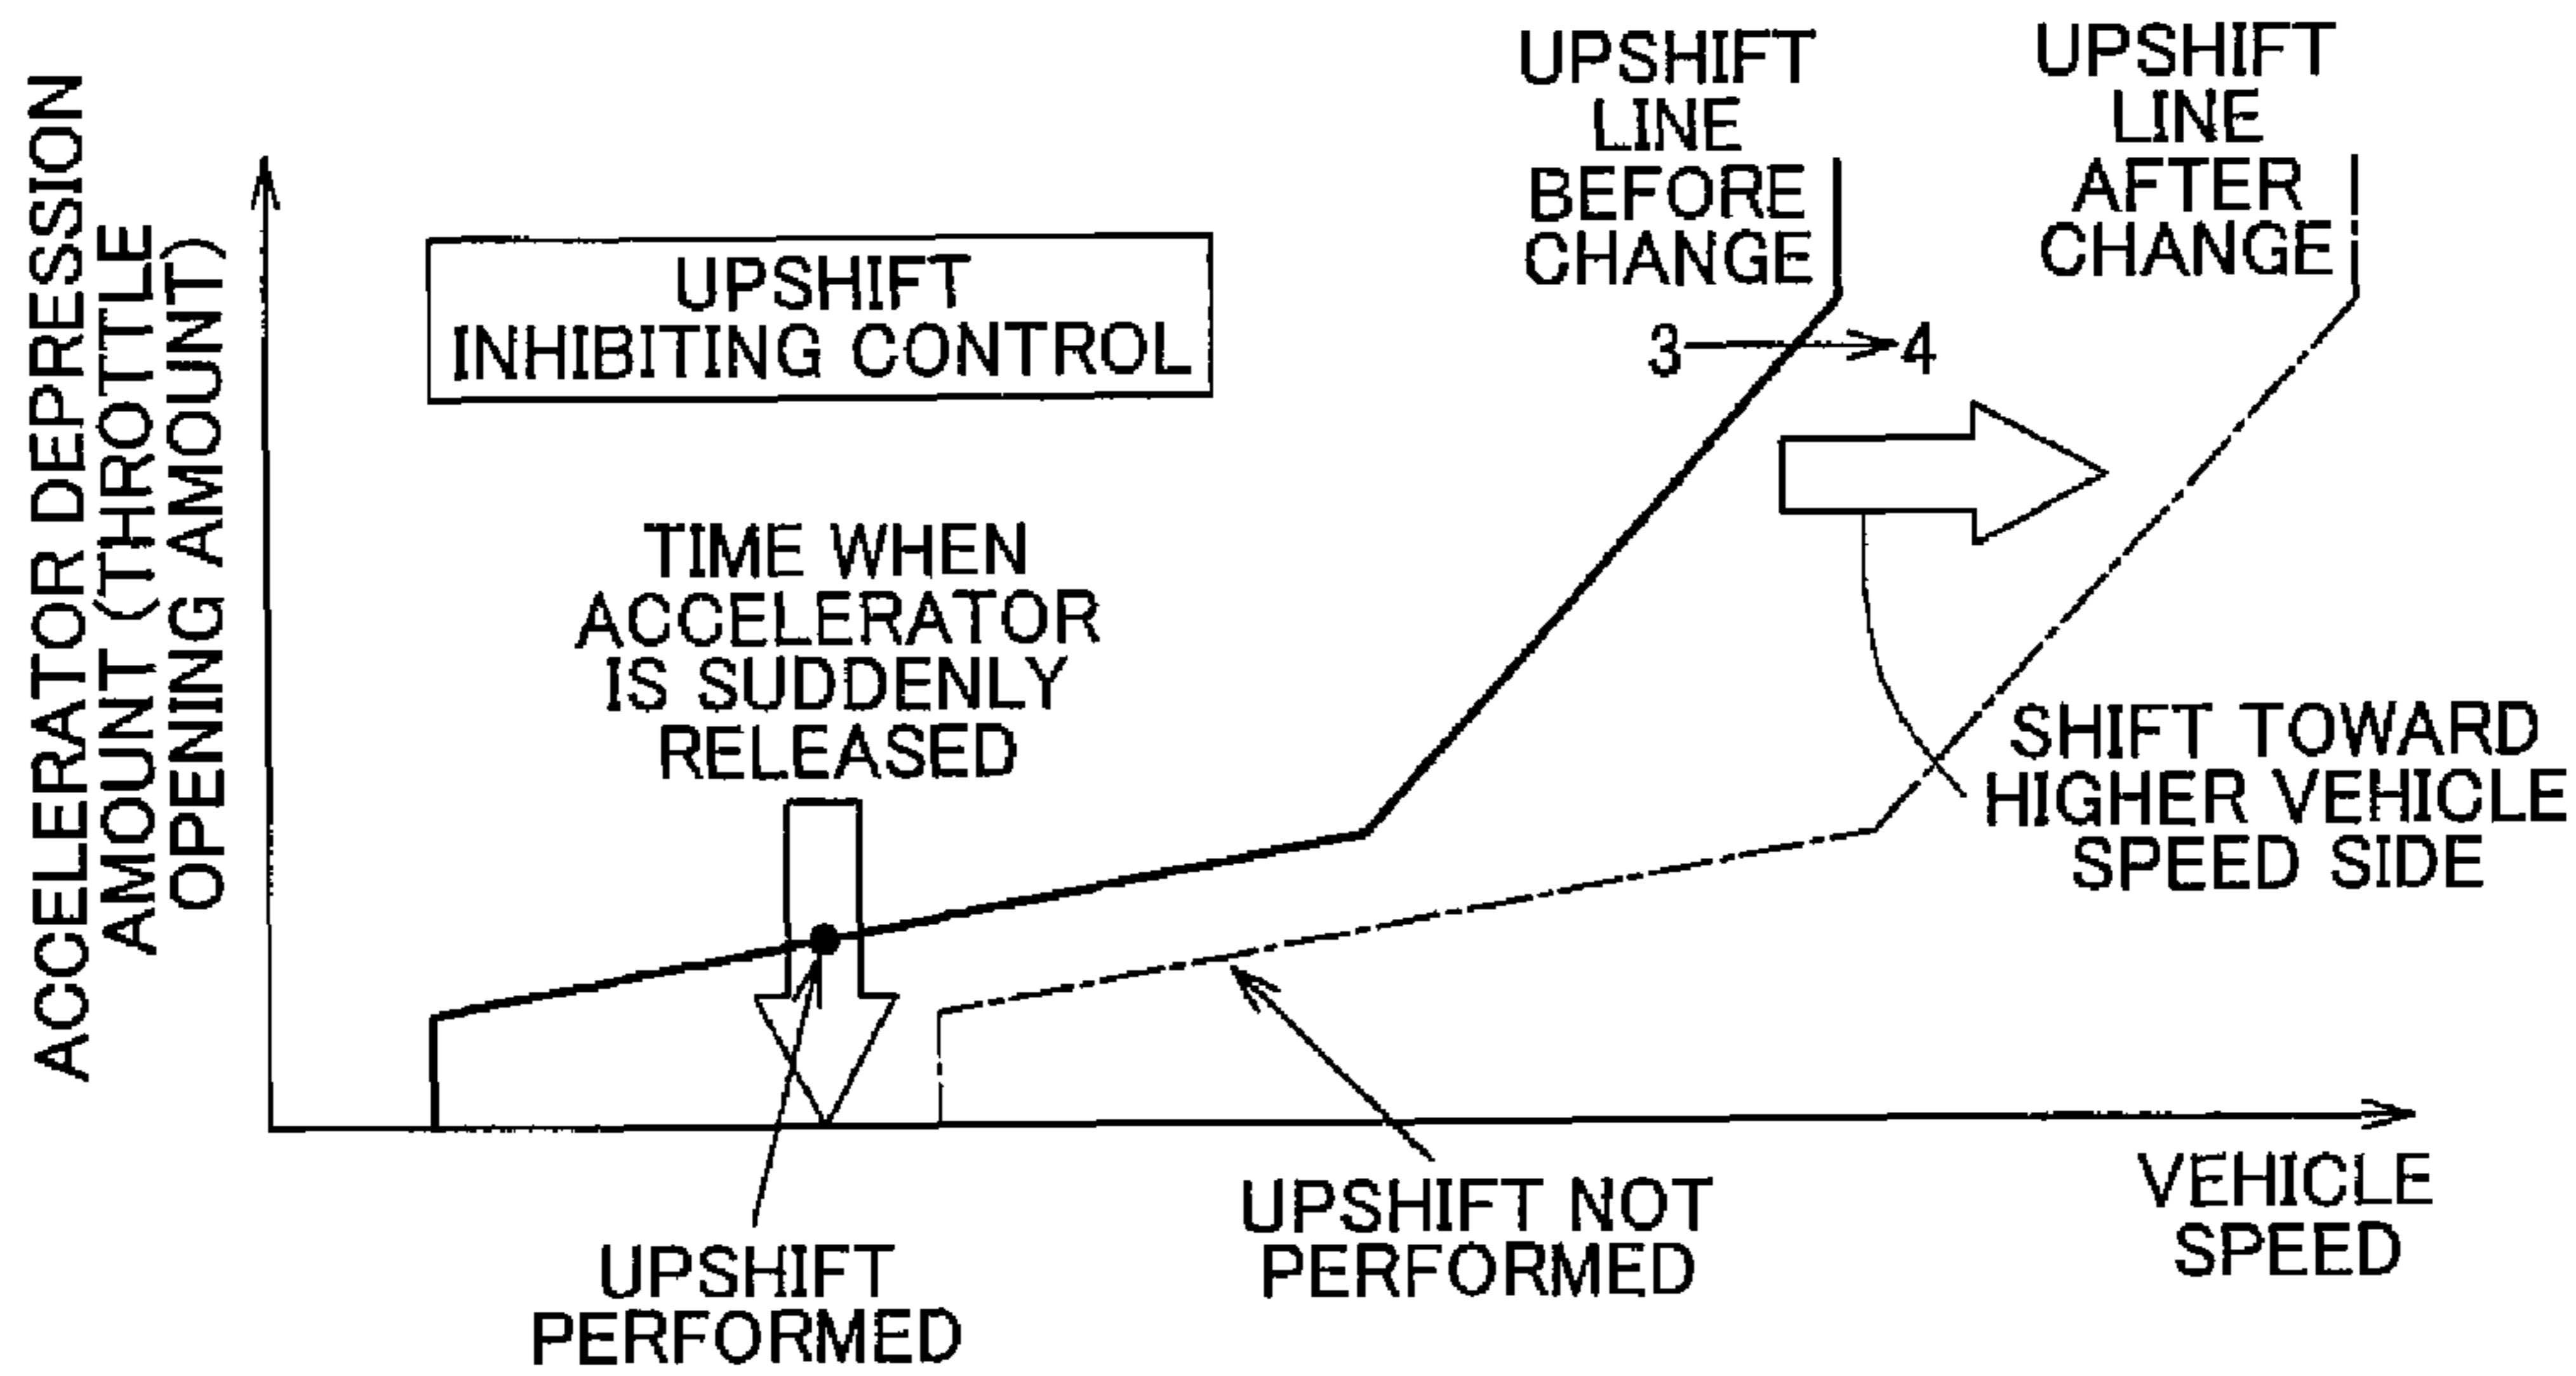 ACCELERATOR DEPRESSION
AMOUNT (THROTTLE
OPENING AMOUNT)
UPSHIFT
INHIBITING CONTROL
UPSHIFT
LINE
BEFORE
CHANGE
UPSHIFT
LINE
AFTER
CHANGE
3
4
TIME WHEN
ACCELERATOR
IS SUDDENLY
RELEASED
SHIFT TOWARD
HIGHER VEHICLE
SPEED SIDE
UPSHIFT
PERFORMED
UPSHIFT NOT
PERFORMED
VEHICLE
SPEED